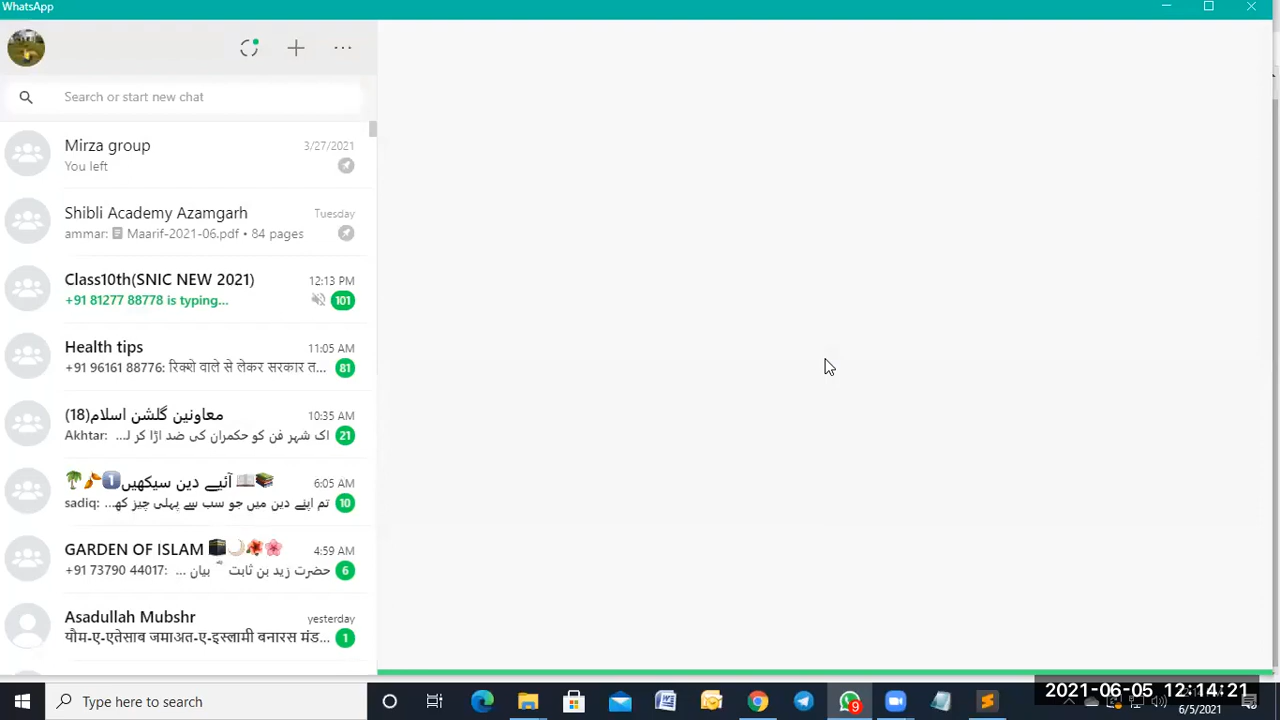 WhatsApp
Search or start new chat
Mirza group
3/27/2021
You left
Shibli Academy Azamgarh
Tuesday
ammar: Maarif-2021-06.pdf • 84 pages
Class10th(SNIC NEW 2021)
12:13 PM
+91 81277 88778 is typing...
101
Health tips
11:05 AM
+91 96161 88776: रिक्शे वाले से लेकर सरकार त...
81
معاونین گلشن اسلام(18)
10:35 AM
Akhtar: اک شہر فن کو حکمران کی ضد اڑا کر لـ...
21
🌴🍂1️⃣آئیے دین سیکھیں 📖📚
6:05 AM
sadiq: تم اپنے دین میں جو سب سے پہلی چیز کھـ...
10
GARDEN OF ISLAM 🕋🌙🌺🌸
4:59 AM
+91 73790 44017: حضرت زید بن ثابت ؓ بیان ...
6
Asadullah Mubshr
yesterday
यौम-ए-एतेसाब जमाअत-ए-इस्लामी बनारस मंड...
1
Type here to search
9
2021-06-05 12:14:21
6/5/2021